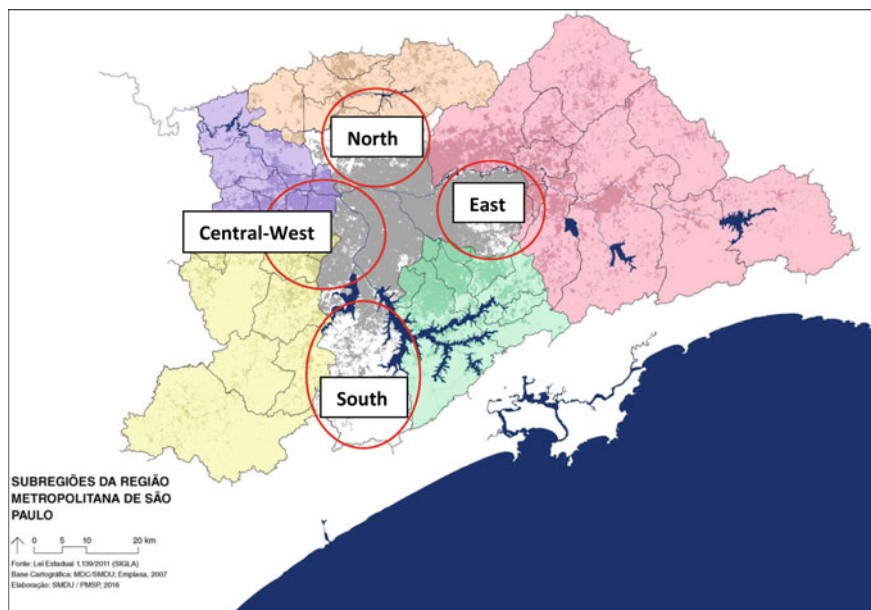 North
East
Central-West
South
SUBREGIÕES DA REGIÃO
METROPOLITANA DE SÃO
PAULO
0 5 10 20 km
Fonte: Lei Estadual 1.139/2011 (SIGLA)
Base Cartográfica: MDC/SMDU; Emplasa, 2007
Elaboração: SMDU / PMSP, 2016